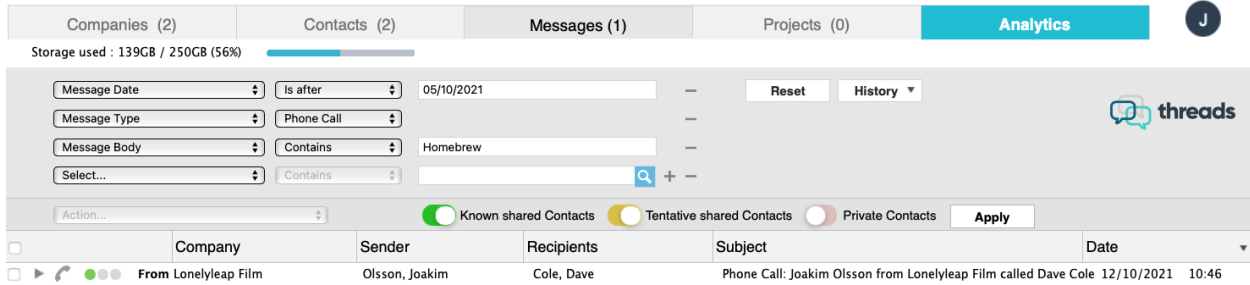 Companies (2) Contacts (2) Messages (1) Projects (0) Analytics J
Storage used : 139GB / 250GB (56%)
Message Date Is after 05/10/2021 − Reset History ▼
Message Type Phone Call −
threads
Message Body Contains Homebrew −
Select... Contains + −
Action... Known shared Contacts Tentative shared Contacts Private Contacts Apply
Company Sender Recipients Subject Date
From Lonelyleap Film Olsson, Joakim Cole, Dave Phone Call: Joakim Olsson from Lonelyleap Film called Dave Cole 12/10/2021 10:46